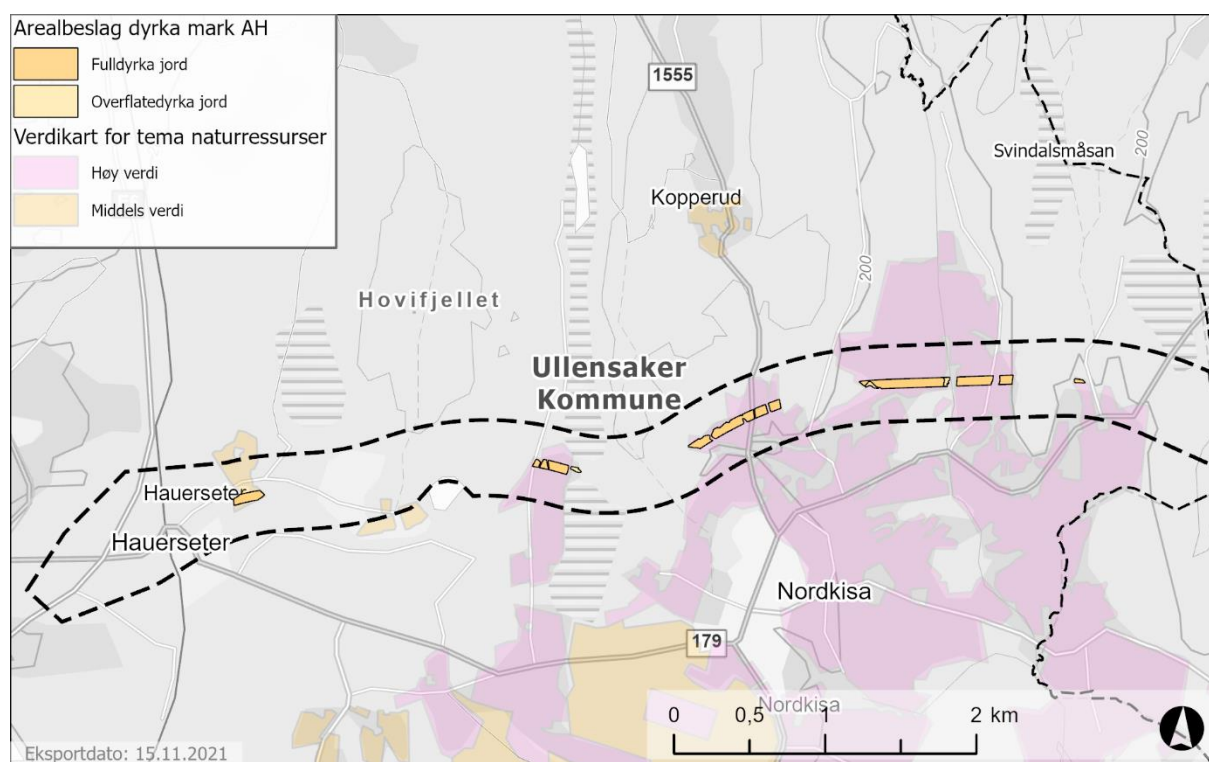 Arealbeslag dyrka mark AH
Fulldyrka jord
Overflatedyrka jord
Verdikart for tema naturressurser
Høy verdi
Middels verdi
1555
Svindalsmåsan
200
Kopperud
200
Hovifjellet
Ullensaker
Kommune
Hauerseter
Hauerseter
Nordkisa
179
Nordkisa
0 0,5 1 2 km
Eksportdato: 15.11.2021
200